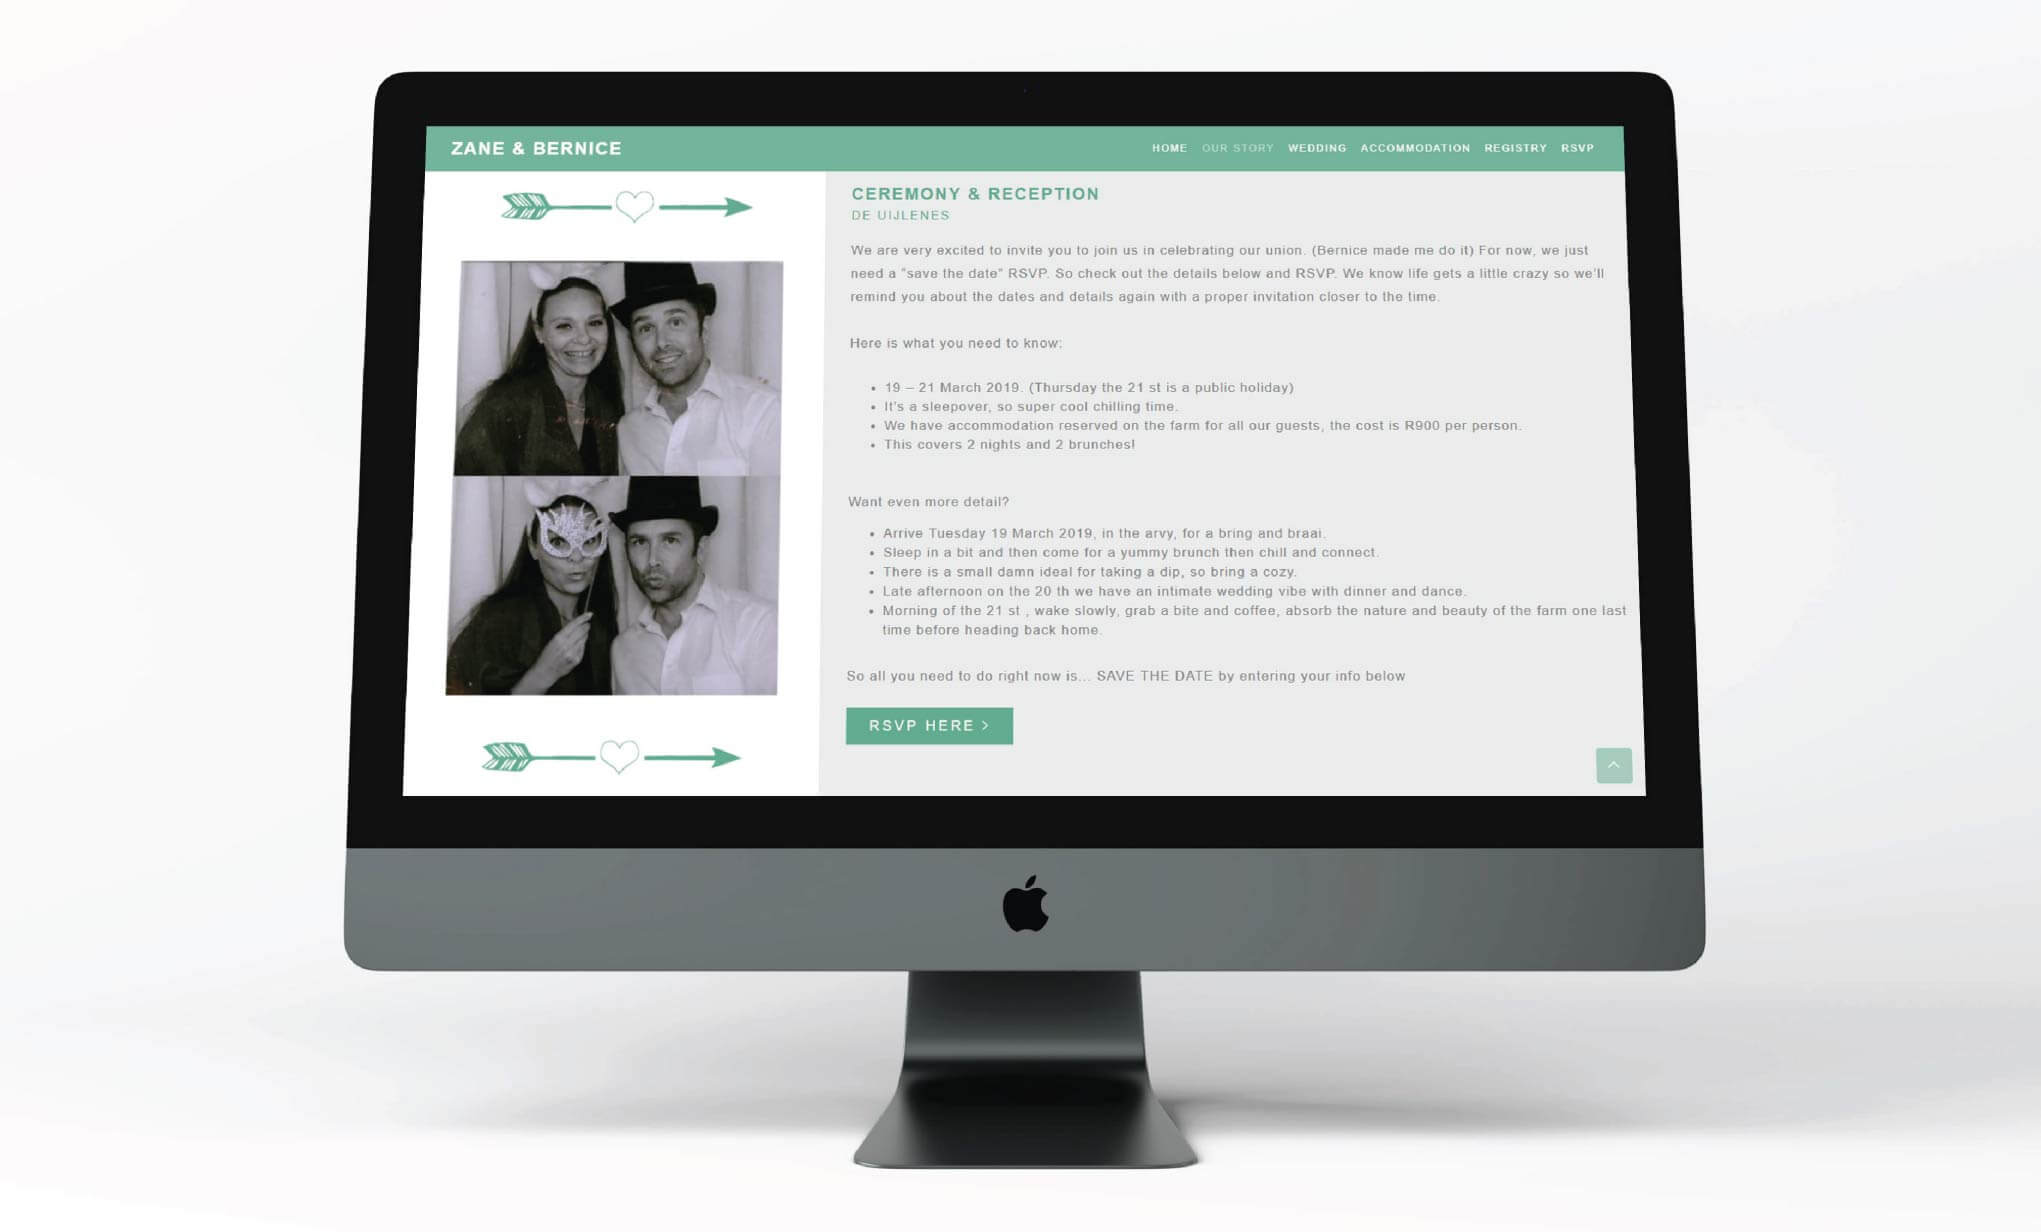 ZANE & BERNICE
HOME OUR STORY WEDDING ACCOMMODATION REGISTRY RSVP
CEREMONY & RECEPTION
DE UIJLENES
We are very excited to invite you to join us in celebrating our union. (Bernice made me do it) For now, we just
need a "save the date" RSVP. So check out the details below and RSVP. We know life gets a little crazy so we'll
remind you about the dates and details again with a proper invitation closer to the time.
Here is what you need to know:
• 19 – 21 March 2019. (Thursday the 21 st is a public holiday)
• It's a sleepover, so super cool chilling time.
• We have accommodation reserved on the farm for all our guests, the cost is R900 per person.
• This covers 2 nights and 2 brunches!
Want even more detail?
• Arrive Tuesday 19 March 2019, in the arvy, for a bring and braai.
• Sleep in a bit and then come for a yummy brunch then chill and connect.
• There is a small damn ideal for taking a dip, so bring a cozy.
• Late afternoon on the 20 th we have an intimate wedding vibe with dinner and dance.
• Morning of the 21 st , wake slowly, grab a bite and coffee, absorb the nature and beauty of the farm one last
time before heading back home.
So all you need to do right now is... SAVE THE DATE by entering your info below
RSVP HERE >